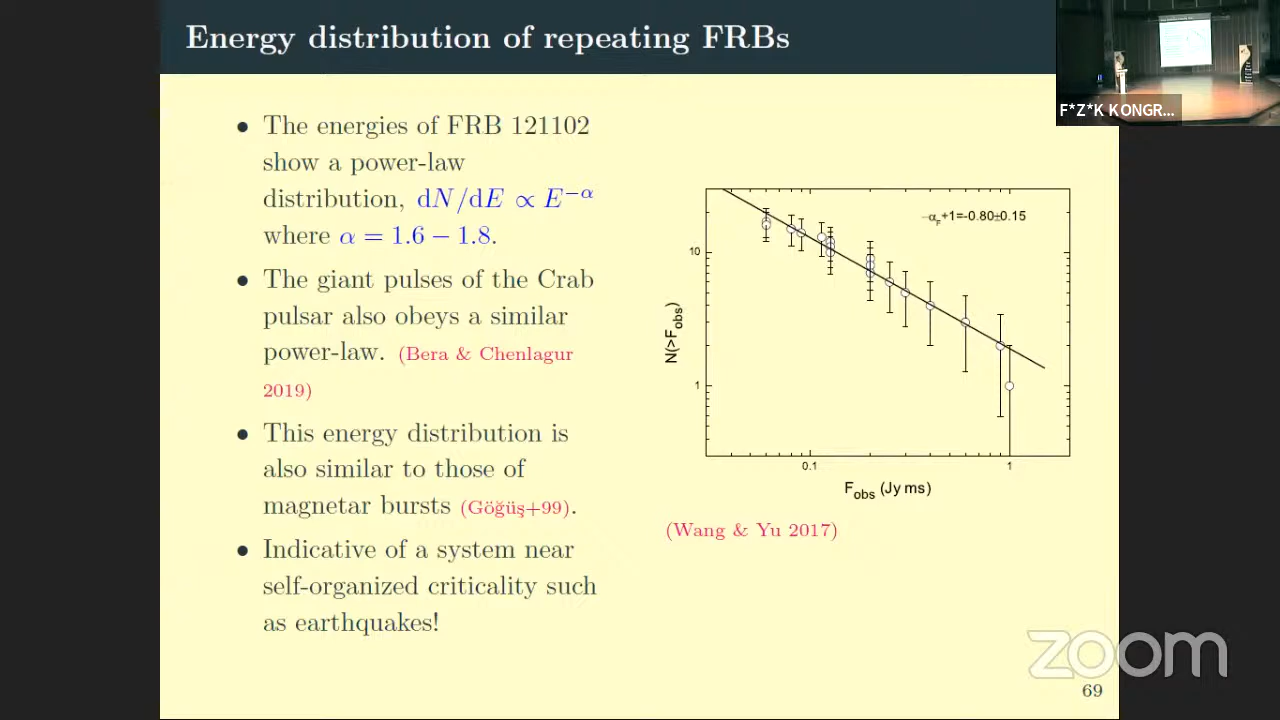 Energy distribution of repeating FRBs
• The energies of FRB 121102
show a power-law
distribution, dN/dE ∝ E^−α
where α = 1.6 − 1.8.
• The giant pulses of the Crab
pulsar also obeys a similar
power-law. (Bera & Chenlagur
2019)
• This energy distribution is
also similar to those of
magnetar bursts (Göğüş+99).
• Indicative of a system near
self-organized criticality such
as earthquakes!
−α_F+1=-0.80±0.15
10
1
N(>F_obs)
0.1
1
F_obs (Jy ms)
(Wang & Yu 2017)
F*Z*K KONGR...
zoom
69